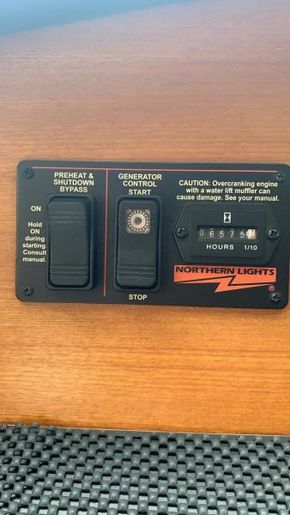 PREHEAT &
SHUTDOWN
BYPASS
ON
Hold
ON
during
starting.
Consult
manual.
GENERATOR
CONTROL
START
STOP
CAUTION: Overcranking engine
with a water lift muffler can
cause damage. See your manual.
06575
HOURS 1/10
NORTHERN LIGHTS
®